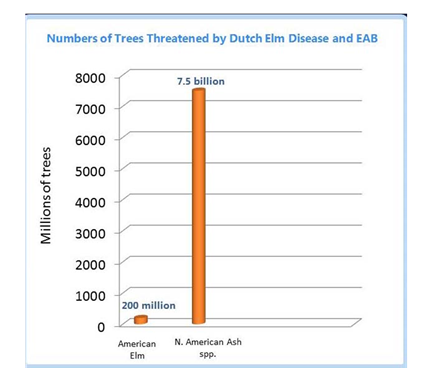 Numbers of Trees Threatened by Dutch Elm Disease and EAB
Millions of trees
8000
7000
6000
5000
4000
3000
2000
1000
0
7.5 billion
200 million
American
Elm
N. American Ash
spp.